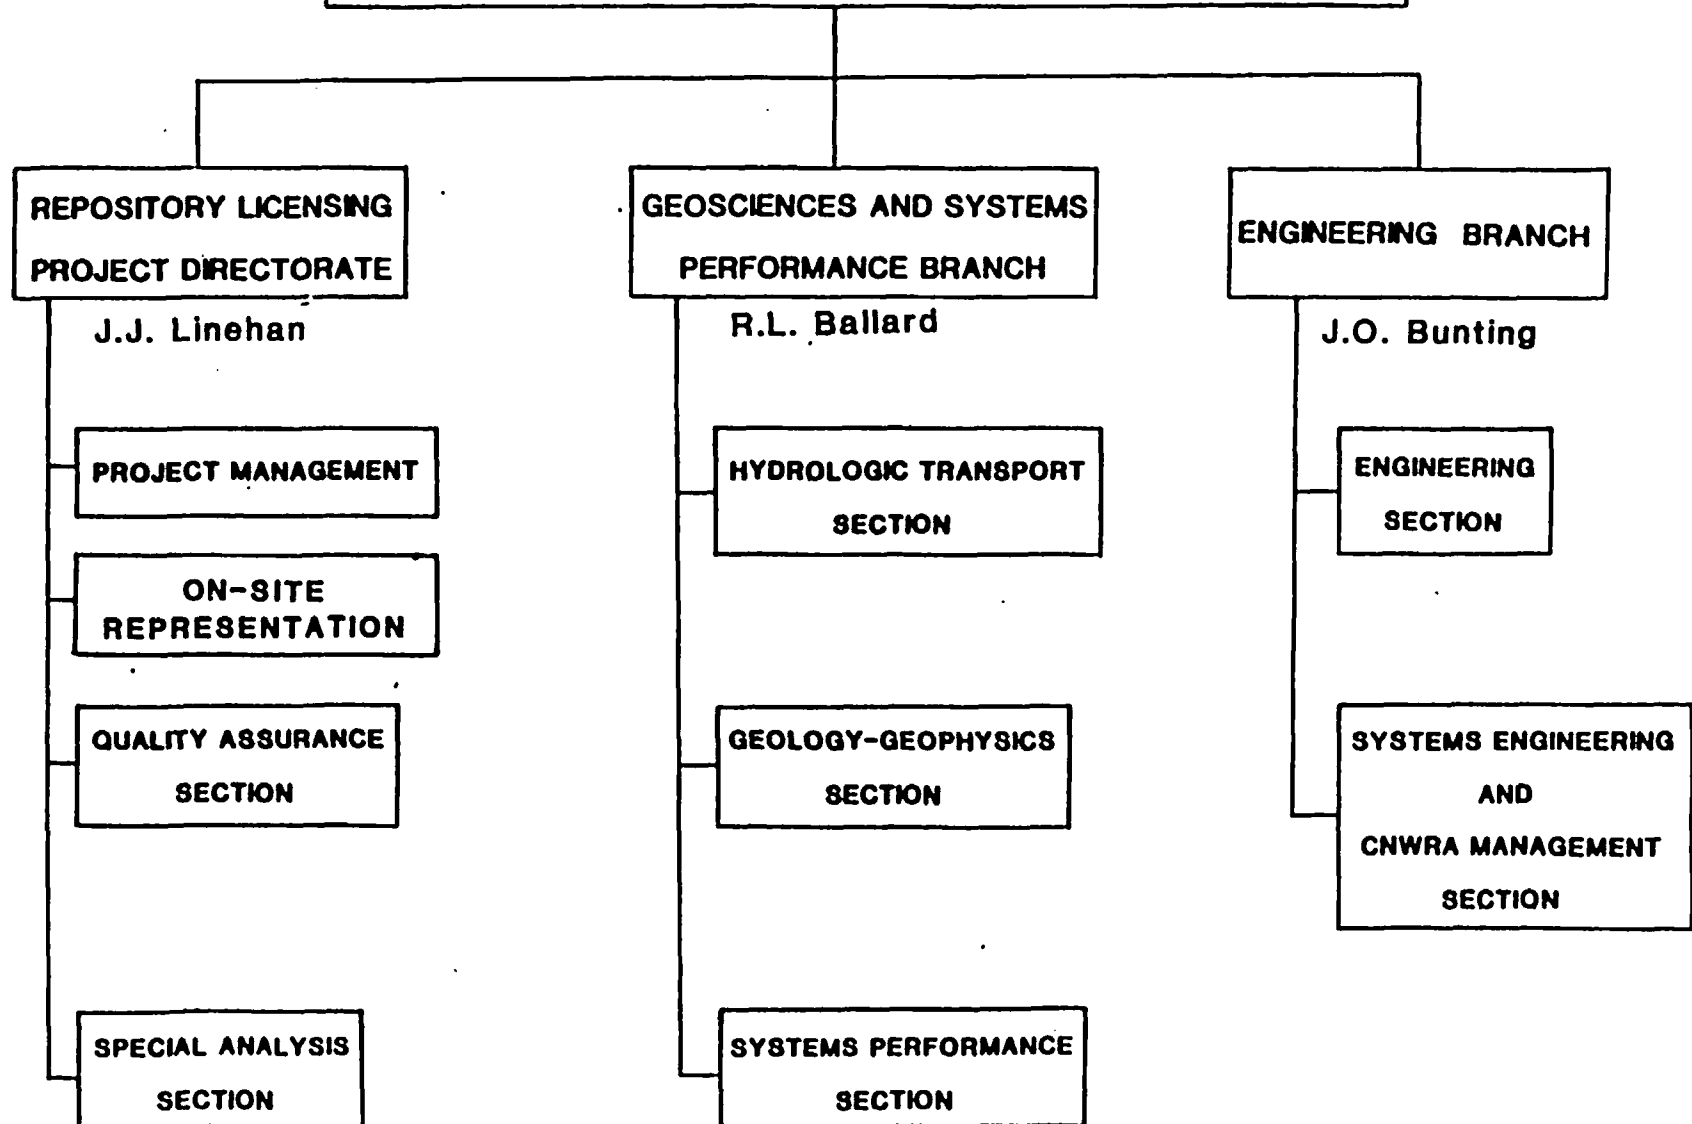 REPOSITORY LICENSING
PROJECT DIRECTORATE
J.J. Linehan
PROJECT MANAGEMENT
ON-SITE
REPRESENTATION
QUALITY ASSURANCE
SECTION
SPECIAL ANALYSIS
SECTION
GEOSCIENCES AND SYSTEMS
PERFORMANCE BRANCH
R.L. Ballard
HYDROLOGIC TRANSPORT
SECTION
GEOLOGY-GEOPHYSICS
SECTION
SYSTEMS PERFORMANCE
SECTION
ENGINEERING BRANCH
J.O. Bunting
ENGINEERING
SECTION
SYSTEMS ENGINEERING
AND
CNWRA MANAGEMENT
SECTION